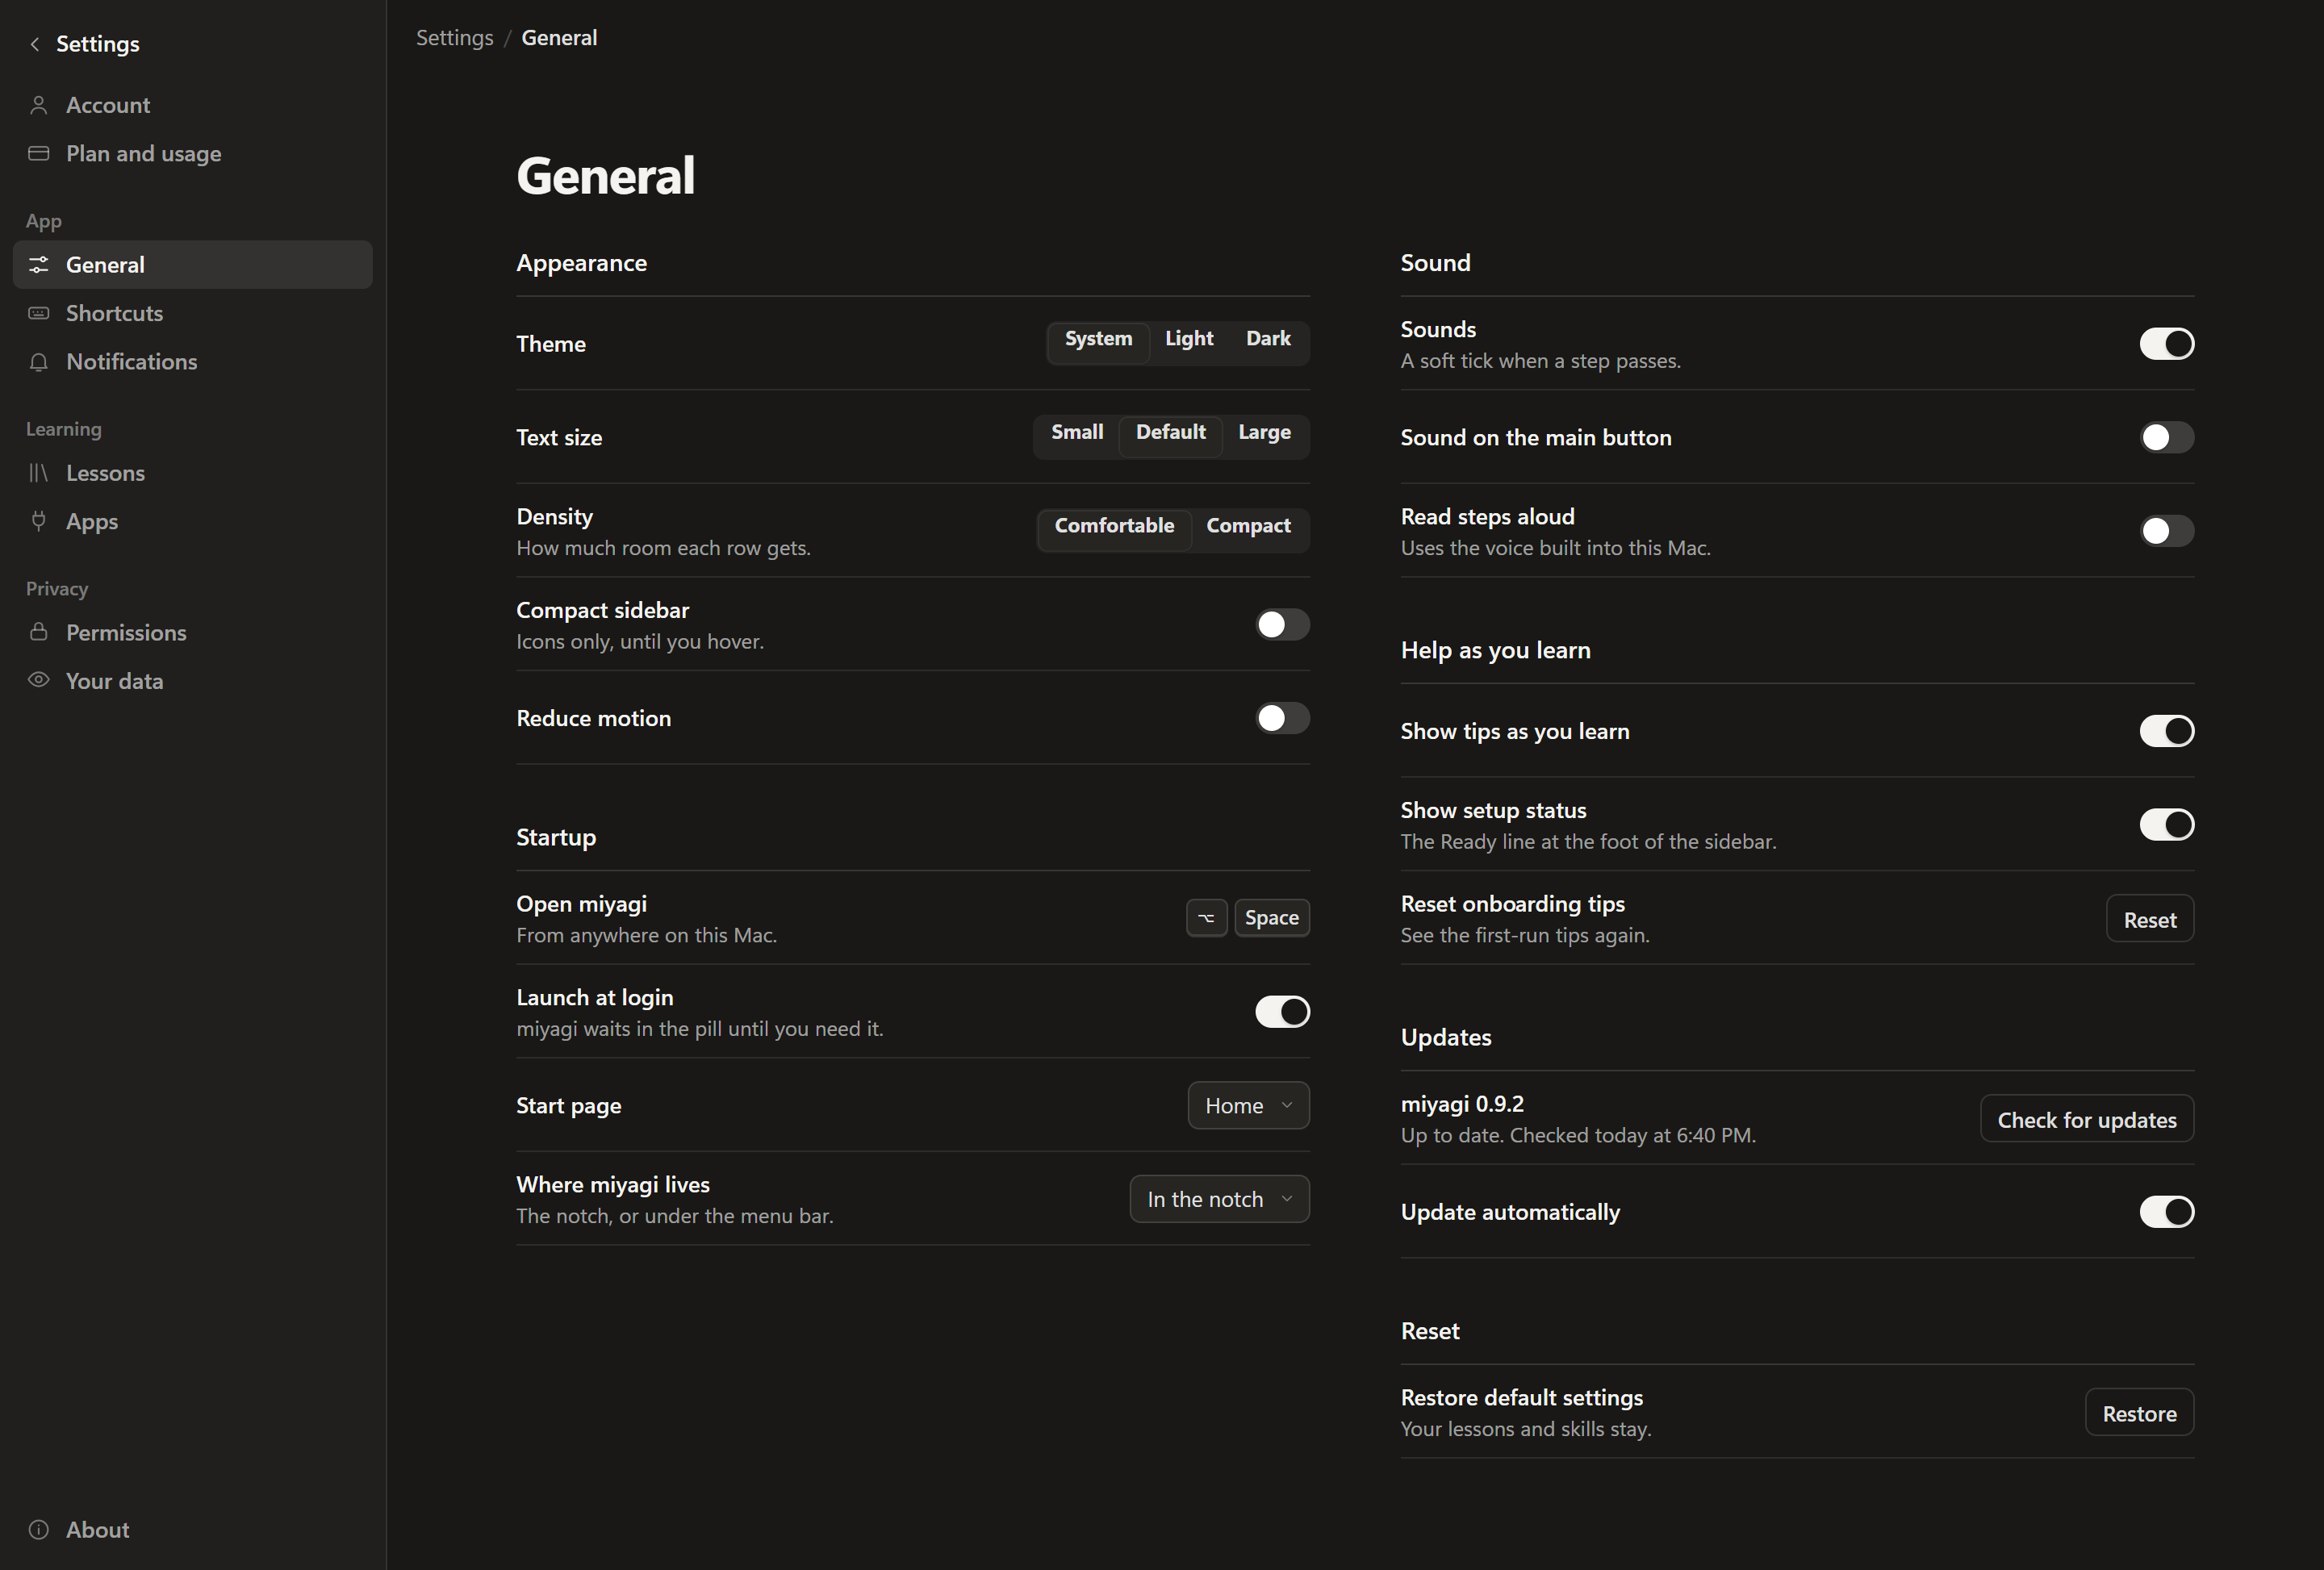 Settings
Account
Plan and usage
App
General
Shortcuts
Notifications
Learning
Lessons
Apps
Privacy
Permissions
Your data
About
Settings / General
General
Appearance
Theme
System Light Dark
Text size
Small Default Large
Density
How much room each row gets.
Comfortable Compact
Compact sidebar
Icons only, until you hover.
Reduce motion
Startup
Open miyagi
From anywhere on this Mac.
⌥ Space
Launch at login
miyagi waits in the pill until you need it.
Start page
Home
Where miyagi lives
The notch, or under the menu bar.
In the notch
Sound
Sounds
A soft tick when a step passes.
Sound on the main button
Read steps aloud
Uses the voice built into this Mac.
Help as you learn
Show tips as you learn
Show setup status
The Ready line at the foot of the sidebar.
Reset onboarding tips
See the first-run tips again.
Reset
Updates
miyagi 0.9.2
Up to date. Checked today at 6:40 PM.
Check for updates
Update automatically
Reset
Restore default settings
Your lessons and skills stay.
Restore